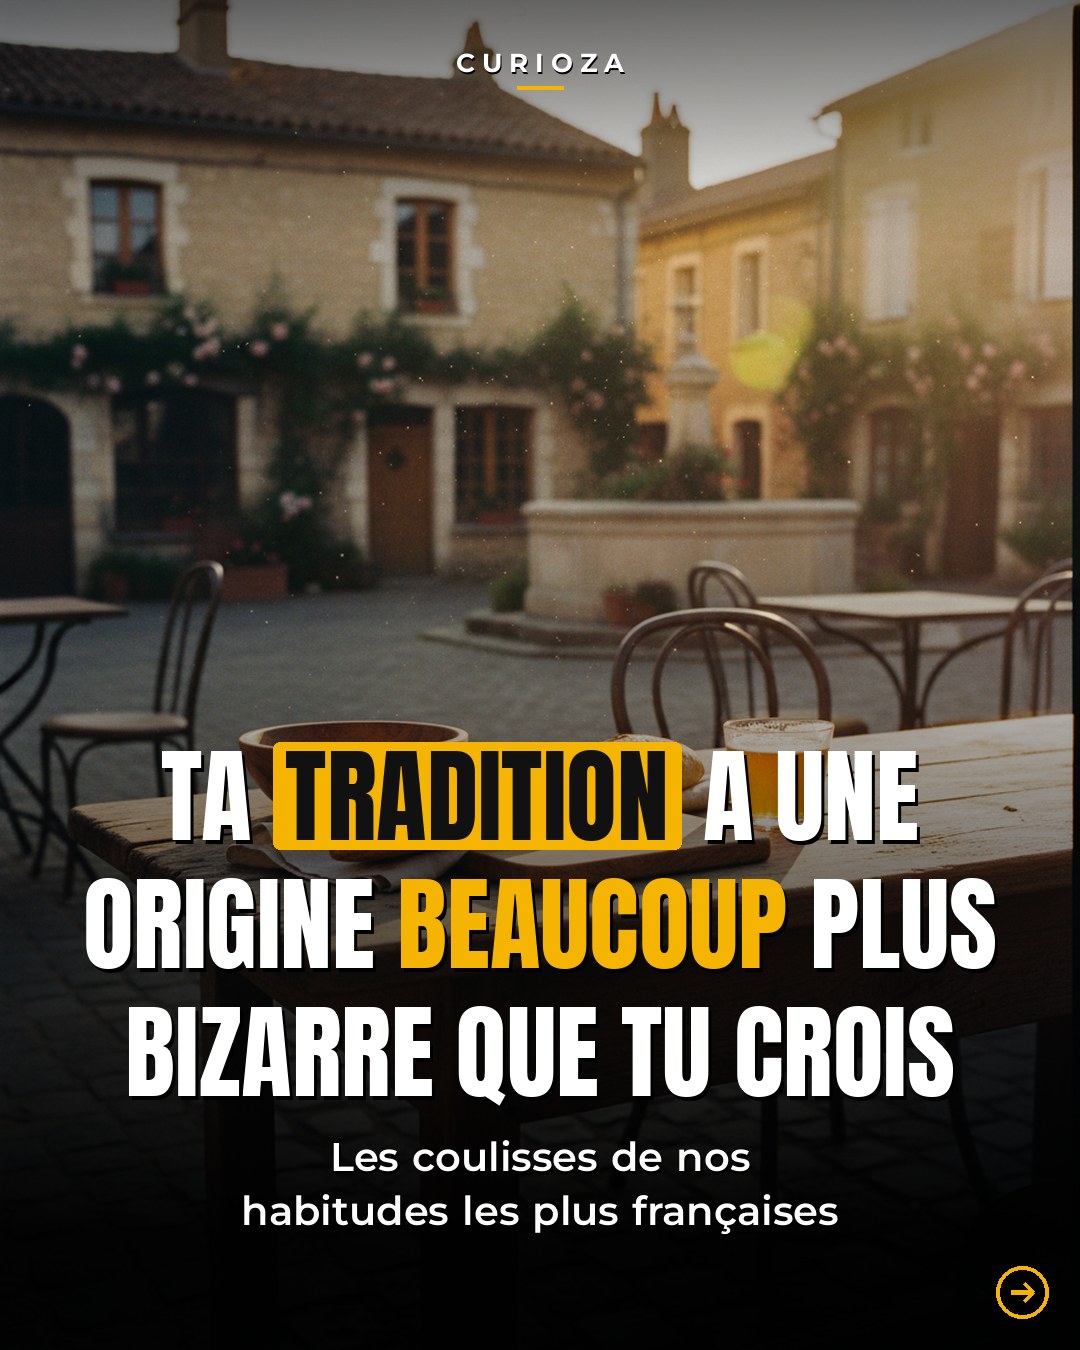 CURIOZA
TA TRADITION A UNE
ORIGINE BEAUCOUP PLUS
BIZARRE QUE TU CROIS
Les coulisses de nos
habitudes les plus françaises